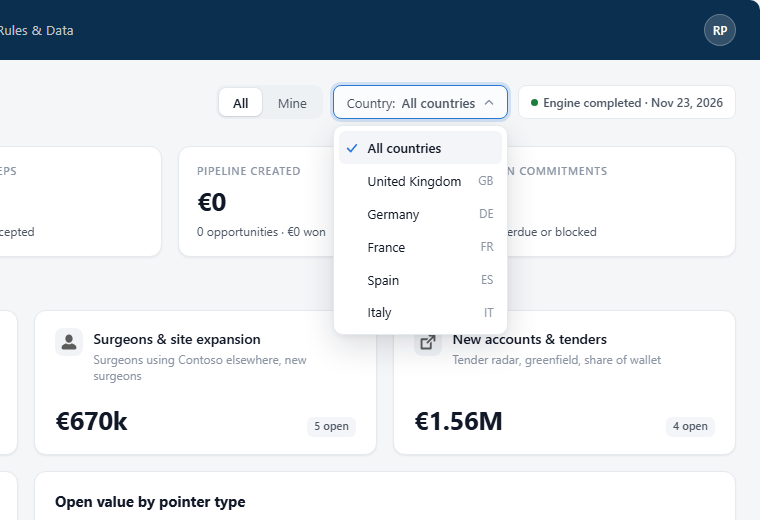 Rules & Data
RP
All
Mine
Country: All countries
Engine completed · Nov 23, 2026
All countries
United Kingdom GB
Germany DE
France FR
Spain ES
Italy IT
PIPELINE CREATED
€0
0 opportunities · €0 won
COMMITMENTS
or blocked
Surgeons & site expansion
Surgeons using Contoso elsewhere, new
surgeons
€670k
5 open
New accounts & tenders
Tender radar, greenfield, share of wallet
€1.56M
4 open
Open value by pointer type